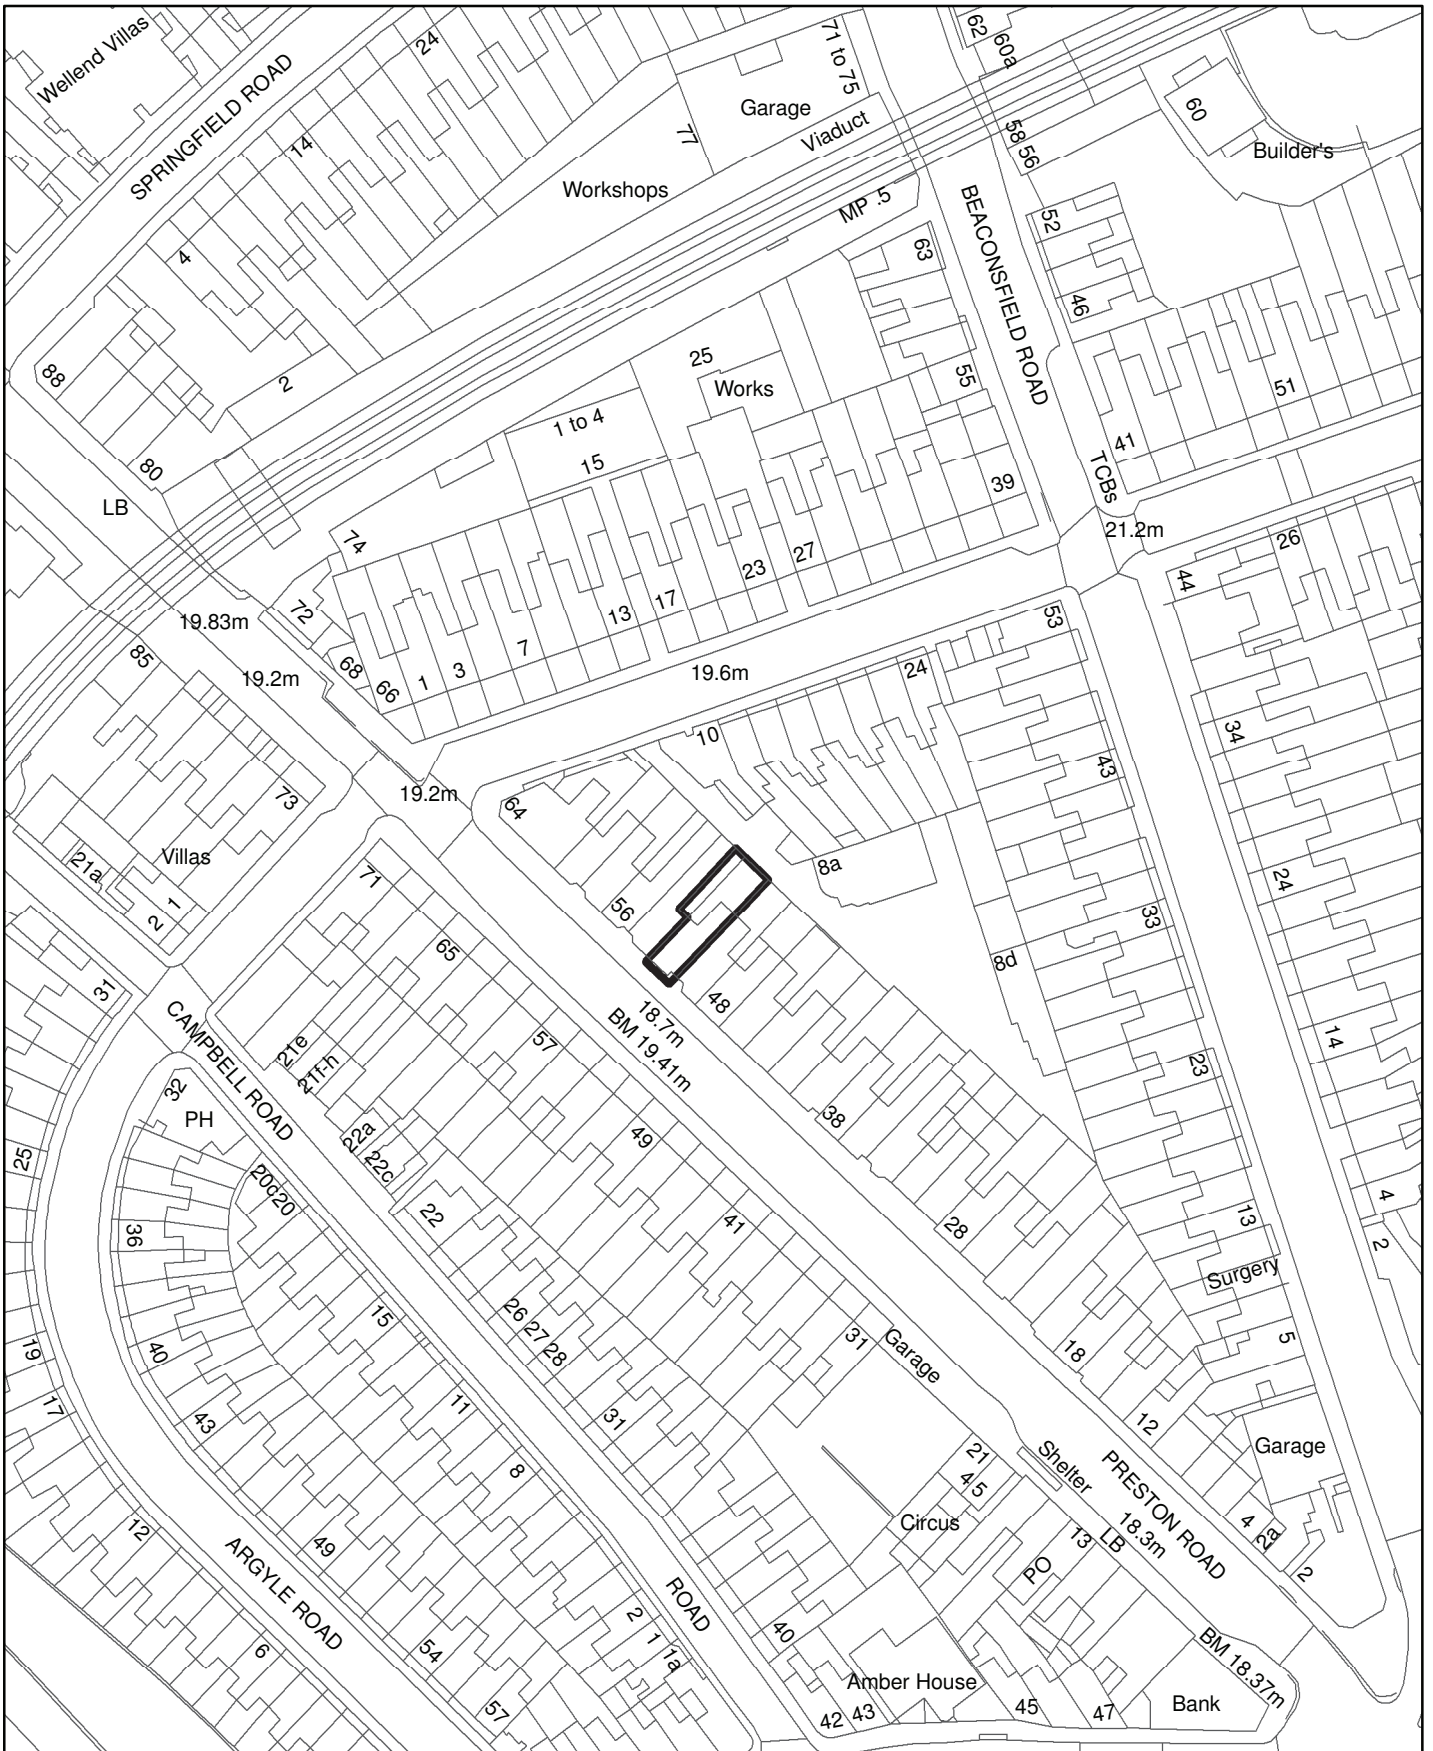 Wellend Villas
SPRINGFIELD ROAD
24
14
4
88
80
2
LB
71 to 75
Garage
77
Viaduct
Workshops
MP .5
62
60a
60
58
56
Builder's
BEACONSFIELD ROAD
52
46
63
55
51
41
TCBs
39
25
Works
1 to 4
15
74
72
68
66
1
3
7
13
17
23
27
21.2m
26
44
19.83m
19.2m
85
73
Villas
21a
1
2
19.6m
53
24
10
43
34
64
19.2m
8a
56
48
18.7m
BM 19.41m
33
24
8d
71
65
57
49
41
31
31
CAMPBELL ROAD
21e
21f-h
22a
22c
22
32
PH
20c
20
25
36
40
43
19
17
15
11
8
26
27
28
31
38
28
23
14
13
Surgery
4
2
5
18
12
Garage
Garage
21
45
Shelter
PRESTON ROAD
18.3m
LB
13
Circus
PO
4
2a
2
12
ARGYLE ROAD
49
6
54
57
2
1
1a
ROAD
40
Amber House
42
43
45
47
Bank
BM 18.37m